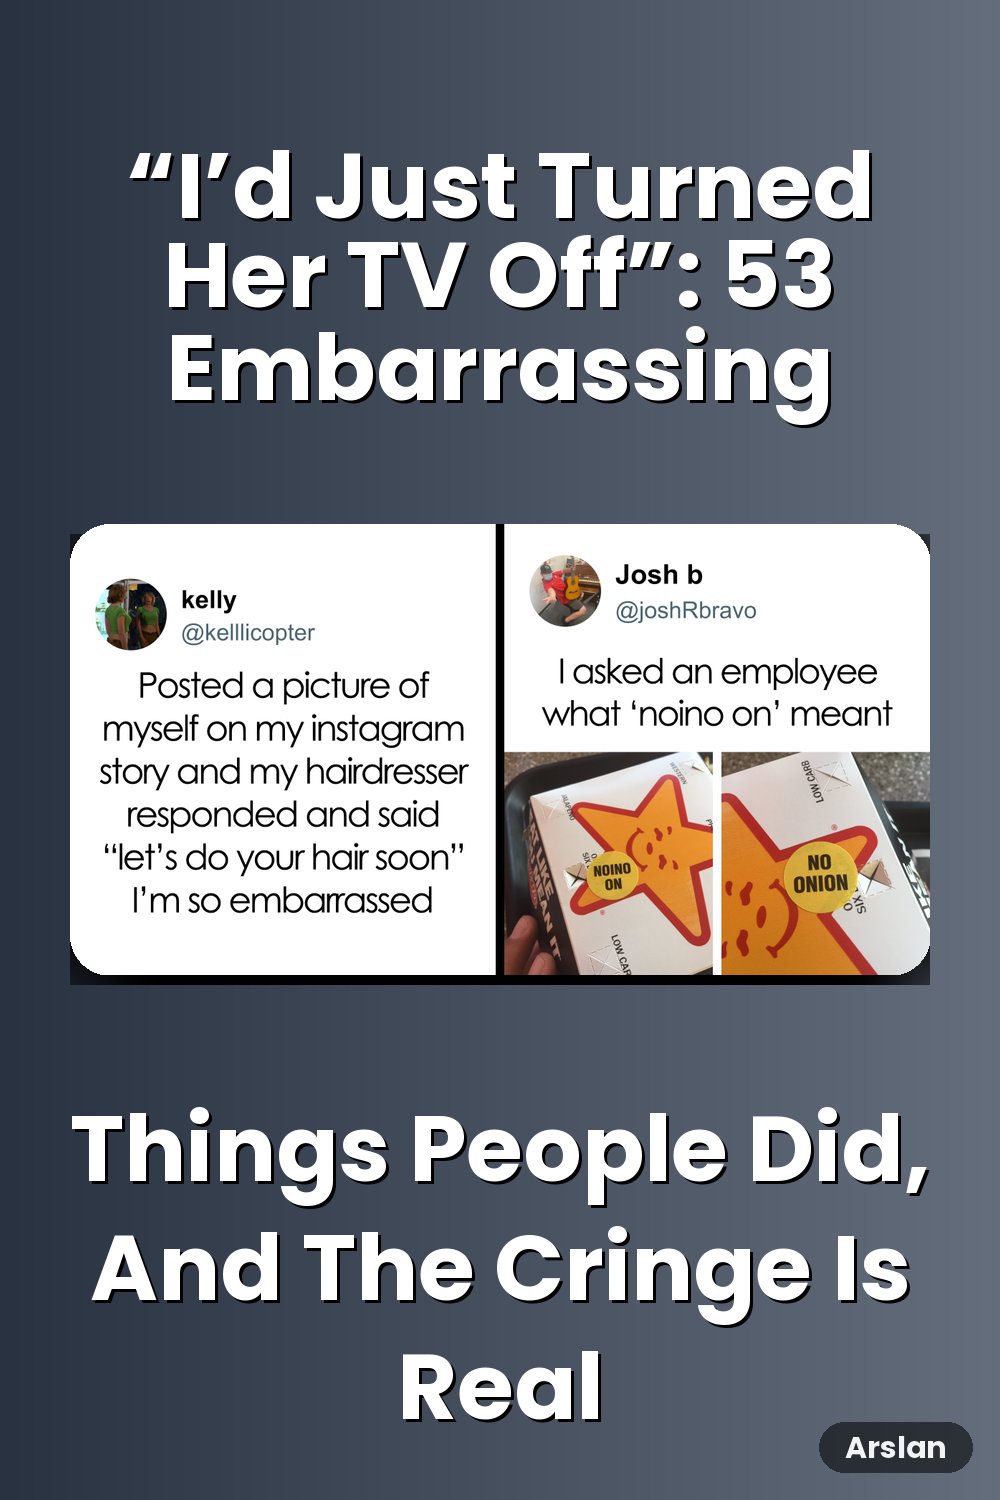 “I’d Just Turned
Her TV Off”: 53
Embarrassing
kelly
@kelllicopter
Posted a picture of
myself on my instagram
story and my hairdresser
responded and said
“let’s do your hair soon”
I’m so embarrassed
Josh b
@joshRbravo
I asked an employee
what ‘noino on’ meant
NOINO
ON
LOW CAR
LOW CARB
NO
ONION
SIX
Things People Did,
And The Cringe Is
Real
Arslan